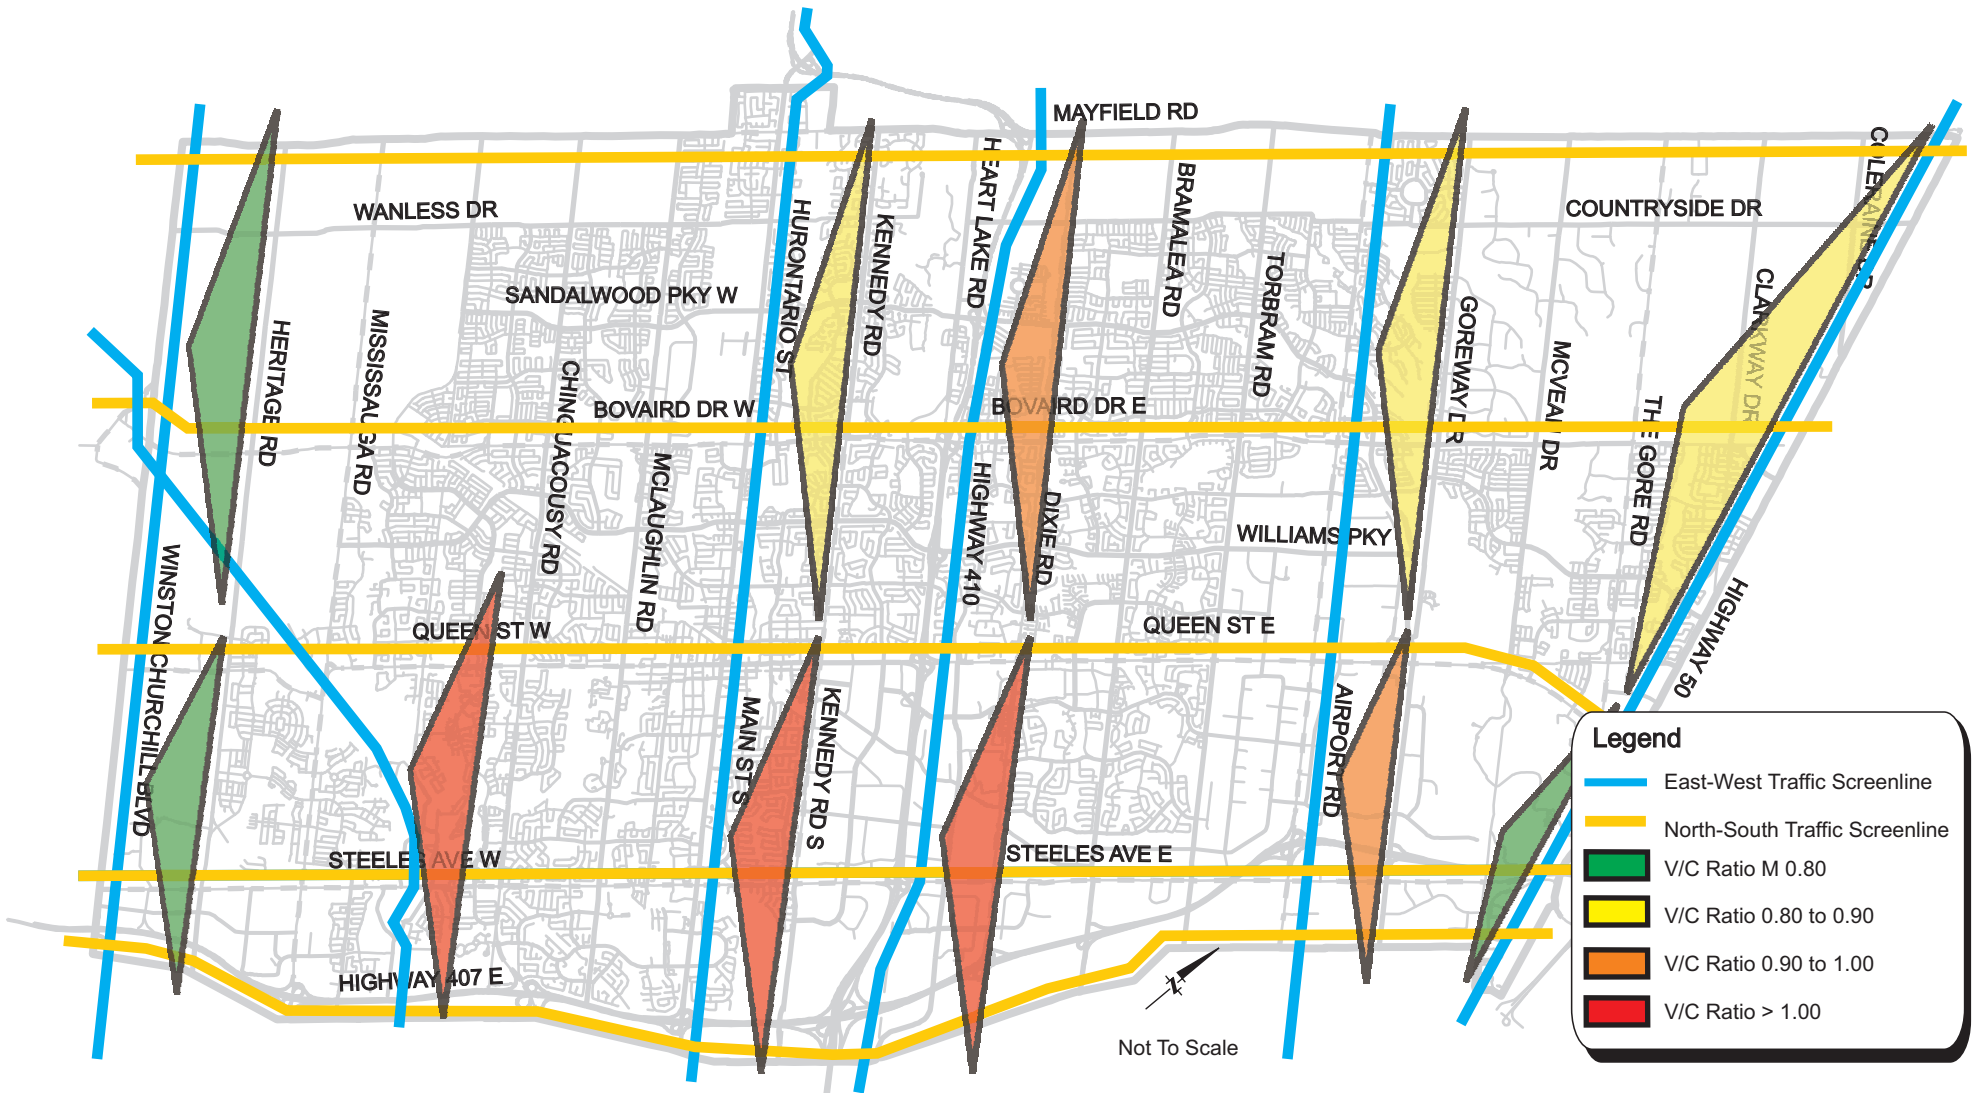 MAYFIELD RD
WANLESS DR
COUNTRYSIDE DR
SANDALWOOD PKY W
BOVAIRD DR W
BOVAIRD DR E
WILLIAMS PKY
QUEEN ST W
QUEEN ST E
STEELES AVE W
STEELES AVE E
HIGHWAY 407 E
WINSTON CHURCHILL BLVD
HERITAGE RD
MISSISSAUGA RD
CHINGUACOUSY RD
MCLAUGHLIN RD
HURONTARIO ST
MAIN ST S
KENNEDY RD
KENNEDY RD S
HEART LAKE RD
HIGHWAY 410
DIXIE RD
BRAMALEA RD
TORBRAM RD
AIRPORT RD
GOREWAY DR
MCVEAN DR
THE GORE RD
CLARKWAY DR
COLERAINE DR
HIGHWAY 50
N
Not To Scale
Legend
East-West Traffic Screenline
North-South Traffic Screenline
V/C Ratio M 0.80
V/C Ratio 0.80 to 0.90
V/C Ratio 0.90 to 1.00
V/C Ratio > 1.00